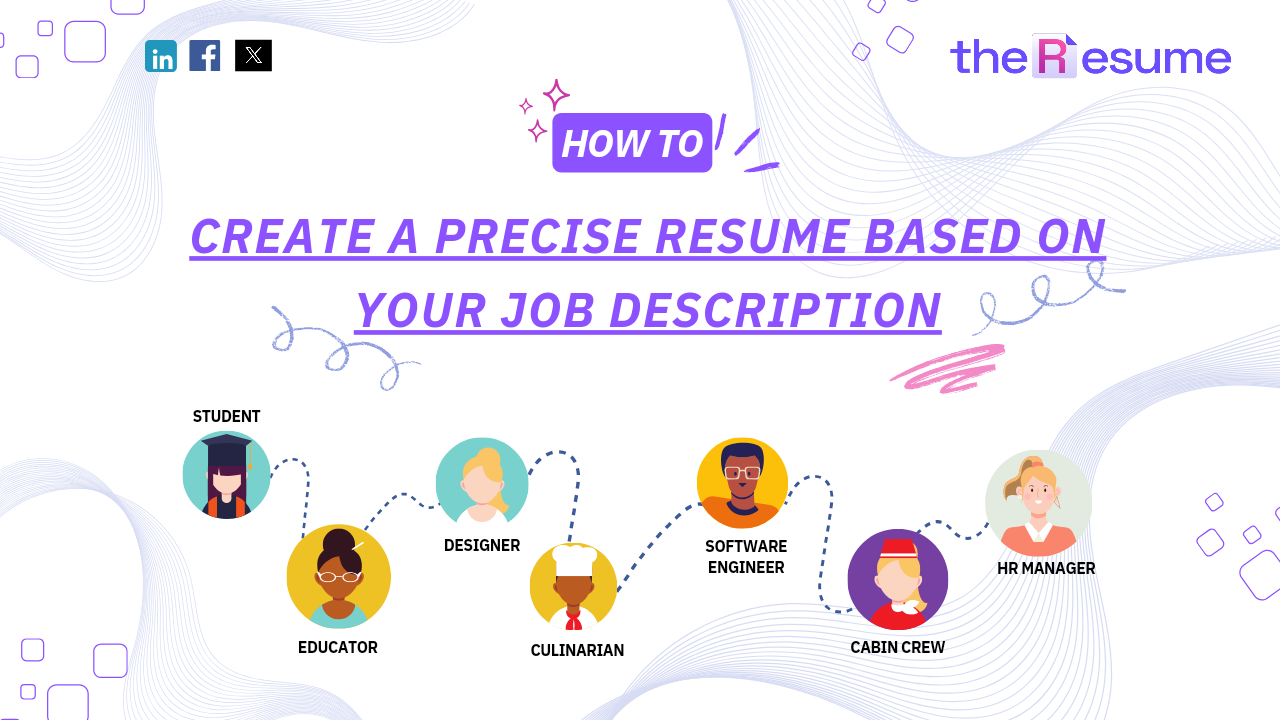 in
f
X
theResume
HOW TO
CREATE A PRECISE RESUME BASED ON
YOUR JOB DESCRIPTION
STUDENT
EDUCATOR
DESIGNER
CULINARIAN
SOFTWARE
ENGINEER
CABIN CREW
HR MANAGER